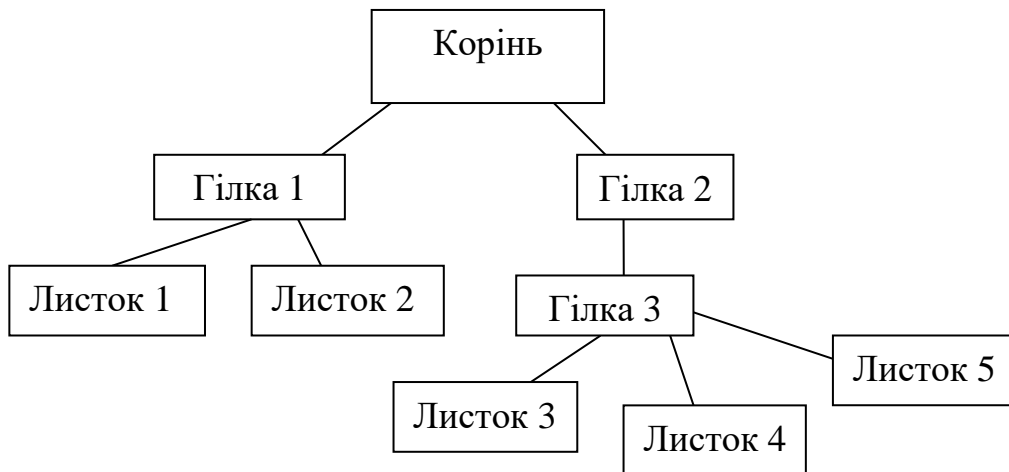 Корінь
Гілка 1
Гілка 2
Листок 1
Листок 2
Гілка 3
Листок 5
Листок 3
Листок 4